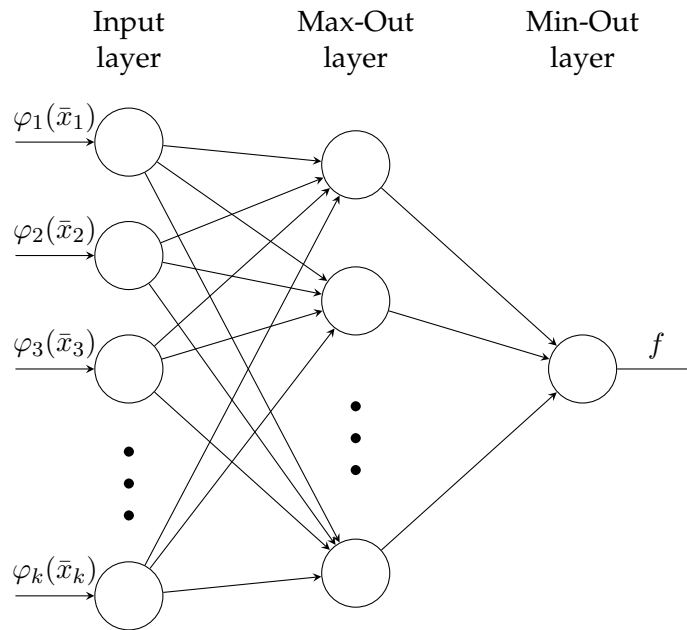 Input
layer
Max-Out
layer
Min-Out
layer
φ₁(x̄₁)
φ₂(x̄₂)
φ₃(x̄₃)
φₖ(x̄ₖ)
f